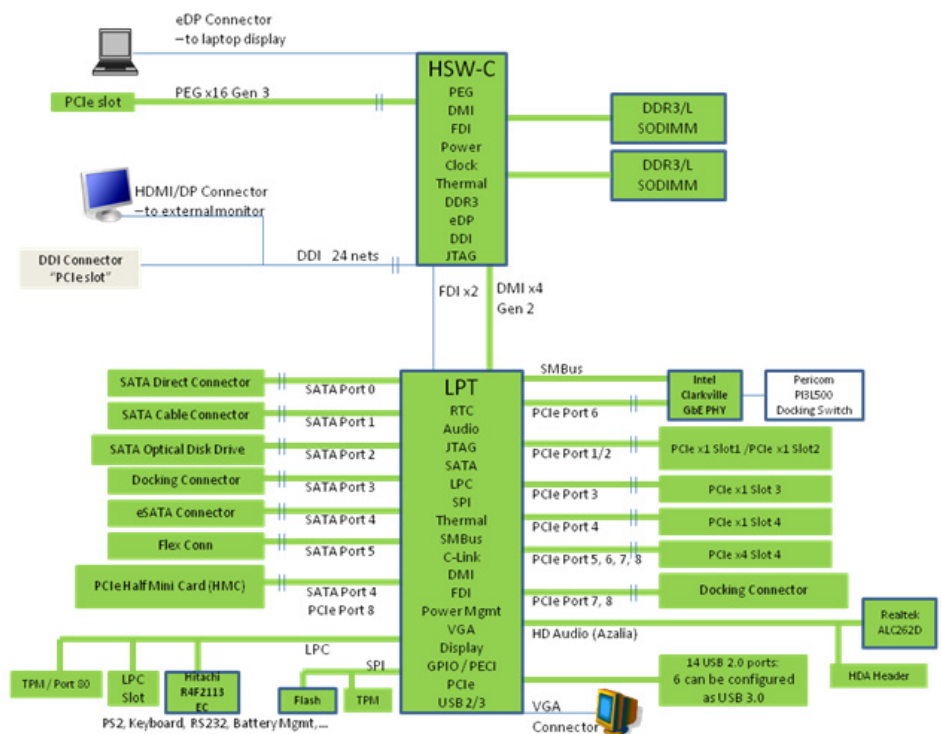 eDP Connector
–to laptop display
HSW-C
PEG
DMI
FDI
Power
Clock
Thermal
DDR3
eDP
DDI
JTAG
PCIe slot
PEG x16 Gen 3
DDR3/L
SODIMM
DDR3/L
SODIMM
HDMI/DP Connector
–to external monitor
DDI Connector
"PCIe slot"
DDI 24 nets
FDI x2
DMI x4
Gen 2
LPT
RTC
Audio
JTAG
SATA
LPC
SPI
Thermal
SMBus
C-Link
DMI
FDI
Power Mgmt
VGA
Display
GPIO / PECI
PCIe
USB 2/3
SATA Direct Connector
SATA Port 0
SATA Cable Connector
SATA Port 1
SATA Optical Disk Drive
SATA Port 2
Docking Connector
SATA Port 3
eSATA Connector
SATA Port 4
Flex Conn
SATA Port 5
PCIe Half Mini Card (HMC)
SATA Port 4
PCIe Port 8
LPC
TPM / Port 80
LPC
Slot
Hitachi
R4F2113
EC
SPI
Flash
TPM
PS2, Keyboard, RS232, Battery Mgmt,...
SMBus
PCIe Port 6
Intel
Clarkville
GbE PHY
Pericom
PI3L500
Docking Switch
PCIe Port 1/2
PCIe x1 Slot1 /PCIe x1 Slot2
PCIe Port 3
PCIe x1 Slot 3
PCIe Port 4
PCIe x1 Slot 4
PCIe Port 5, 6, 7, 8
PCIe x4 Slot 4
PCIe Port 7, 8
Docking Connector
HD Audio (Azalia)
Realtek
ALC262D
HDA Header
14 USB 2.0 ports:
6 can be configured
as USB 3.0
VGA
Connector